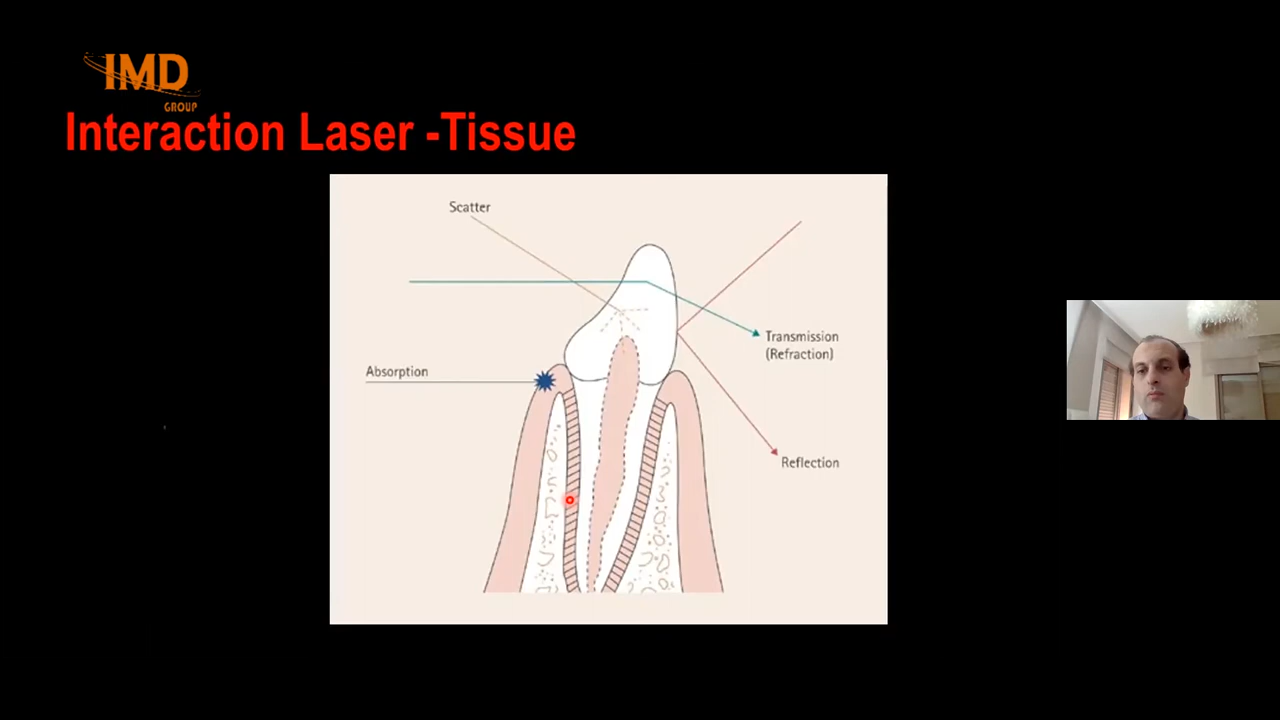 IMD
GROUP
Interaction Laser -Tissue
Scatter
Transmission
(Refraction)
Absorption
Reflection